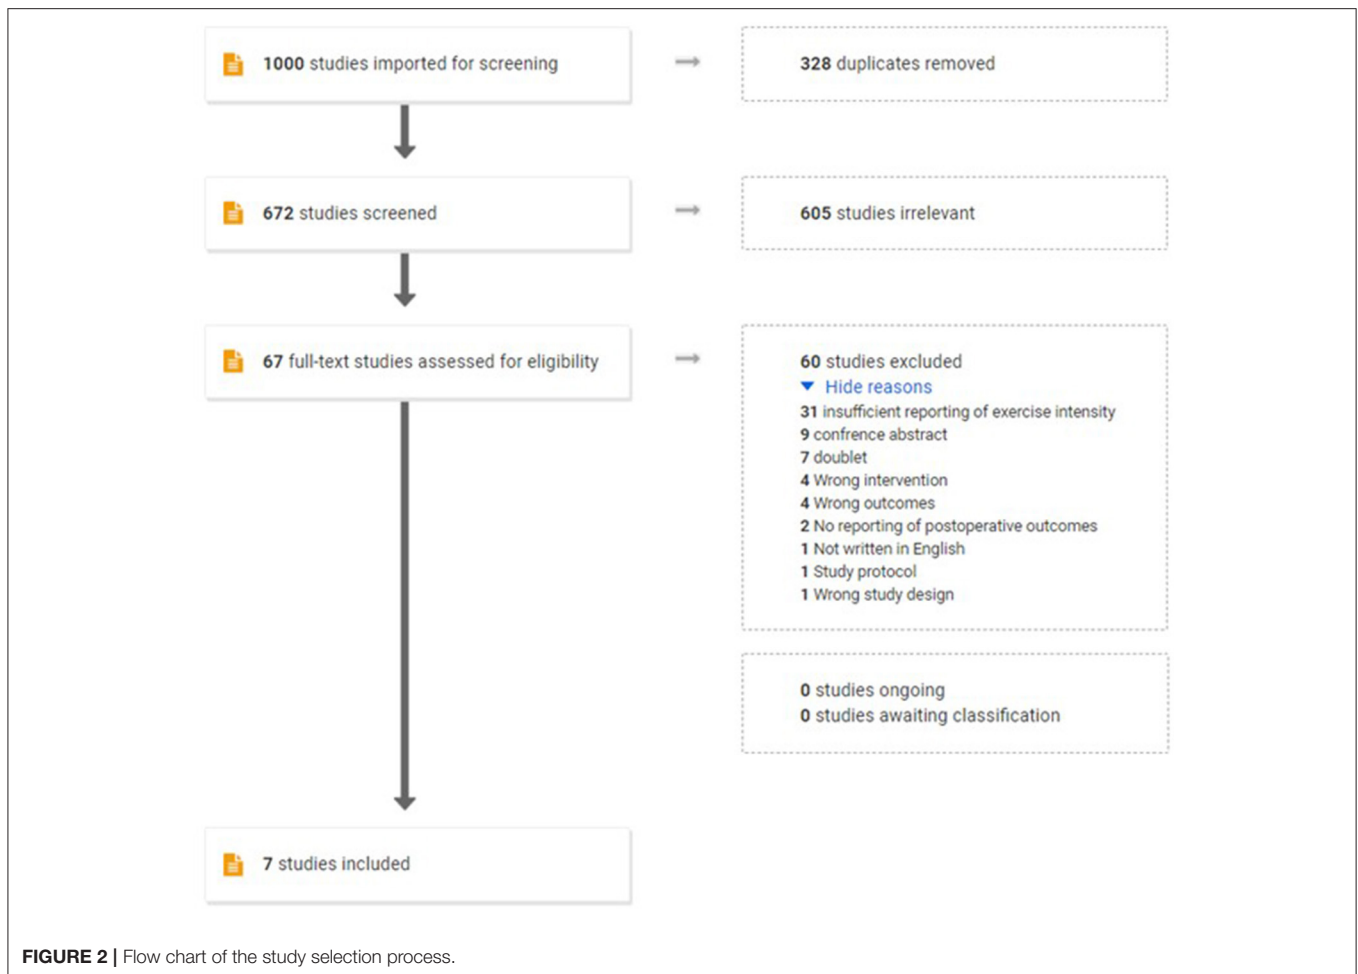 1000 studies imported for screening
328 duplicates removed
672 studies screened
605 studies irrelevant
67 full-text studies assessed for eligibility
60 studies excluded
Hide reasons
31 insufficient reporting of exercise intensity
9 confrence abstract
7 doublet
4 Wrong intervention
4 Wrong outcomes
2 No reporting of postoperative outcomes
1 Not written in English
1 Study protocol
1 Wrong study design
0 studies ongoing
0 studies awaiting classification
7 studies included
FIGURE 2 | Flow chart of the study selection process.